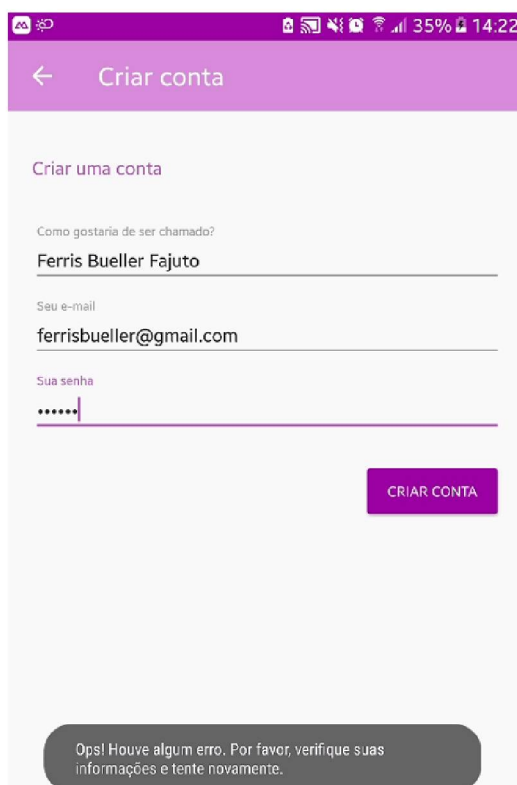 35% 14:22
Criar conta
Criar uma conta
Como gostaria de ser chamado?
Ferris Bueller Fajuto
Seu e-mail
ferrisbueller@gmail.com
Sua senha
••••••
CRIAR CONTA
Ops! Houve algum erro. Por favor, verifique suas
informações e tente novamente.